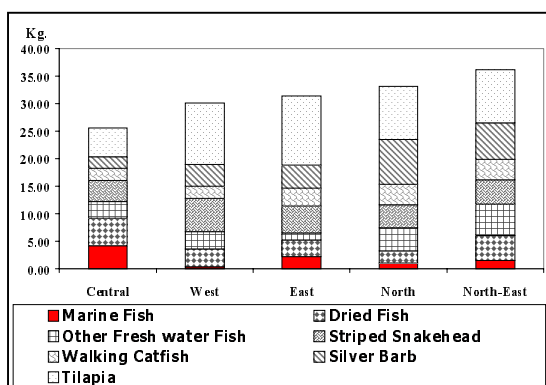 Kg.
40.00
35.00
30.00
25.00
20.00
15.00
10.00
5.00
0.00
Central West East North North-East
Marine Fish Dried Fish
Other Fresh water Fish Striped Snakehead
Walking Catfish Silver Barb
Tilapia